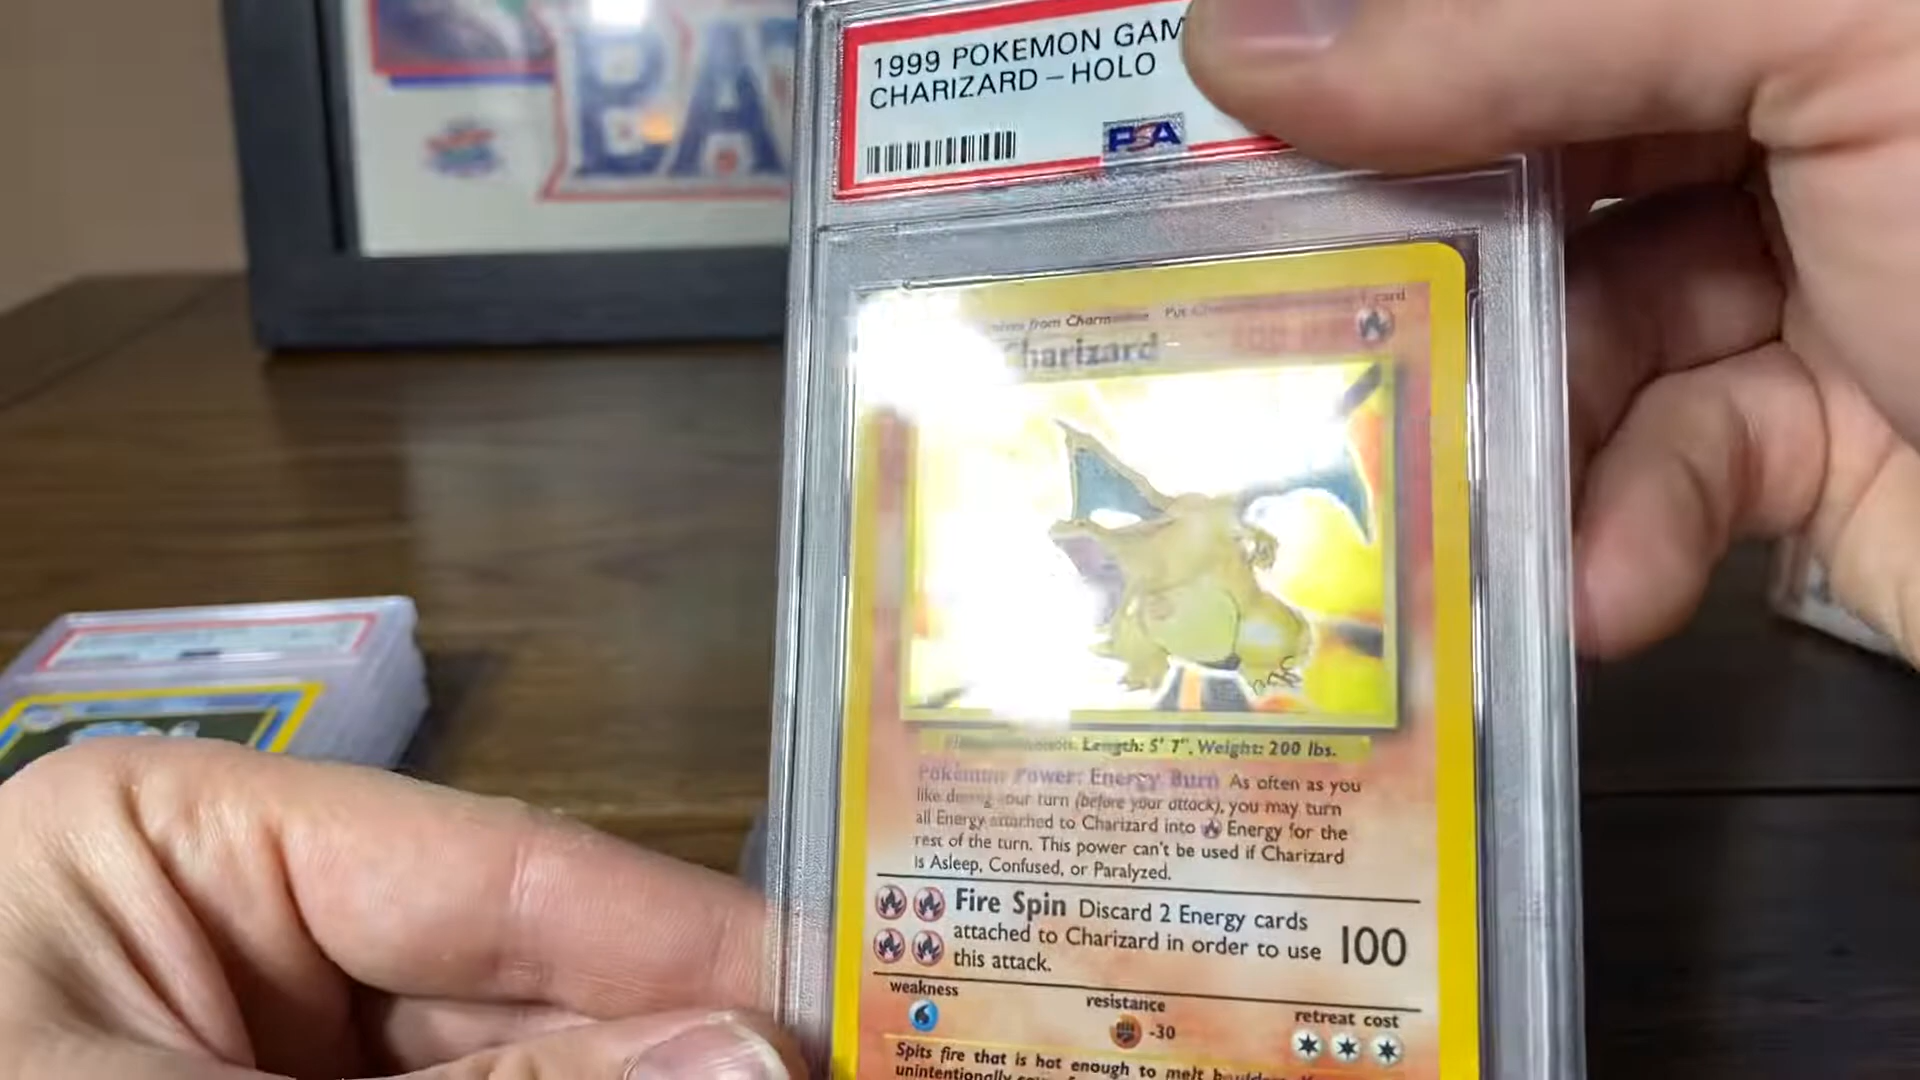 1999 POKEMON GAM
CHARIZARD – HOLO
PSA
BA
from Charm
Charizard
Length: 5' 7", Weight: 200 lbs.
Pokémon Power: Energy Burn As often as you
like during your turn (before your attack), you may turn
all Energy attached to Charizard into Energy for the
rest of the turn. This power can't be used if Charizard
is Asleep, Confused, or Paralyzed.
Fire Spin Discard 2 Energy cards
attached to Charizard in order to use
this attack.
100
weakness
resistance
retreat cost
-30
Spits fire that is hot enough to melt
unintentionally